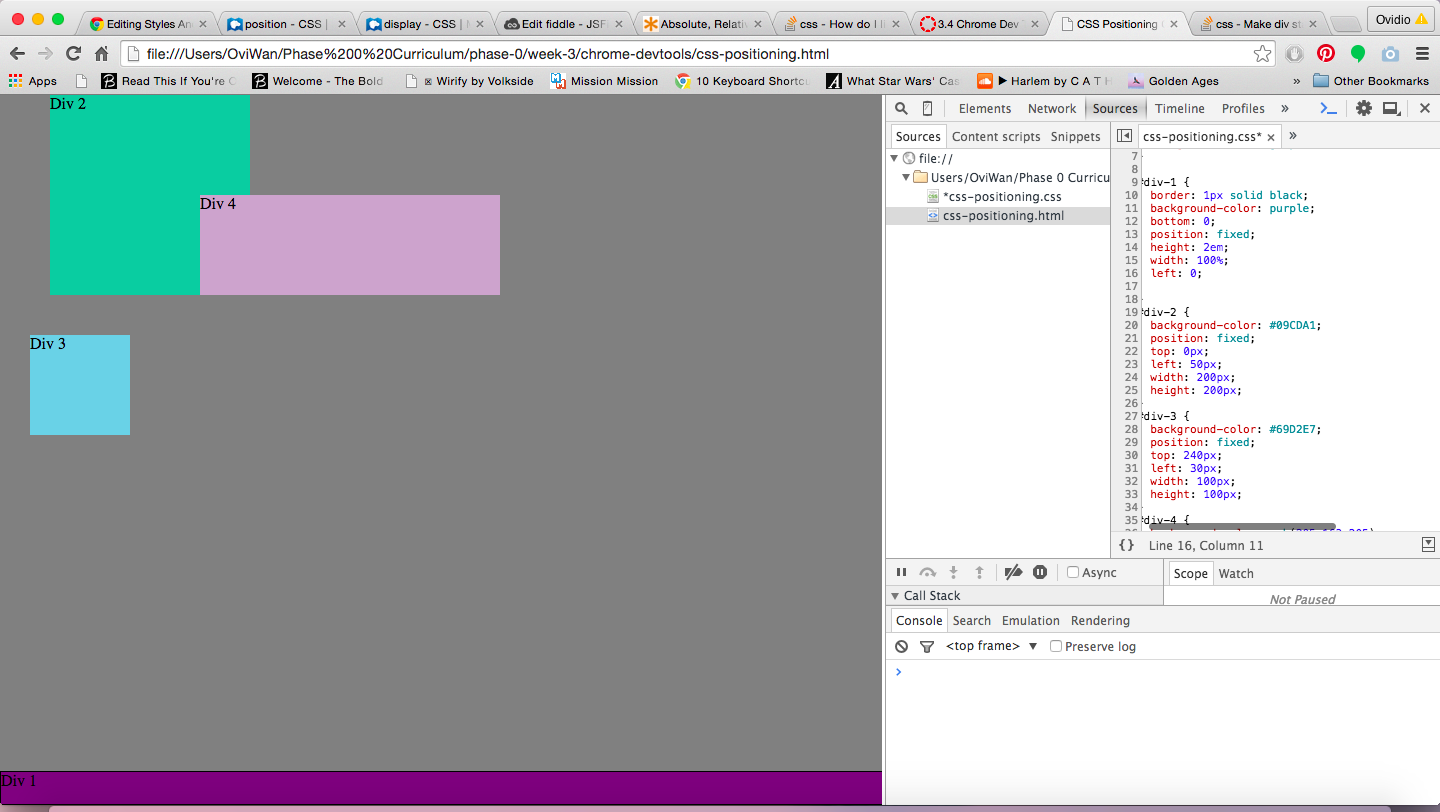 Editing Styles An
position - CSS |
display - CSS | M
Edit fiddle - JSF
Absolute, Relati
css - How do I li
3.4 Chrome Dev T
CSS Positioning
css - Make div st
Ovidio
file:///Users/OviWan/Phase%200%20Curriculum/phase-0/week-3/chrome-devtools/css-positioning.html
Apps
Read This If You're
Welcome - The Bold
Wirify by Volkside
Mission Mission
10 Keyboard Shortcu
What Star Wars' Cas
Harlem by C A T H
Golden Ages
»
Other Bookmarks
Div 2
Div 4
Div 3
Div 1
Elements Network Sources Timeline Profiles »
Sources Content scripts Snippets
css-positioning.css* × »
file://
Users/OviWan/Phase 0 Curricu
*css-positioning.css
css-positioning.html
7
8
9 #div-1 {
10 border: 1px solid black;
11 background-color: purple;
12 bottom: 0;
13 position: fixed;
14 height: 2em;
15 width: 100%;
16 left: 0;
17
18
19 #div-2 {
20 background-color: #09CDA1;
21 position: fixed;
22 top: 0px;
23 left: 50px;
24 width: 200px;
25 height: 200px;
26
27 #div-3 {
28 background-color: #69D2E7;
29 position: fixed;
30 top: 240px;
31 left: 30px;
32 width: 100px;
33 height: 100px;
34
35 #div-4 {
{} Line 16, Column 11
Async
Scope Watch
Call Stack
Not Paused
Console Search Emulation Rendering
<top frame> ▼ Preserve log
>